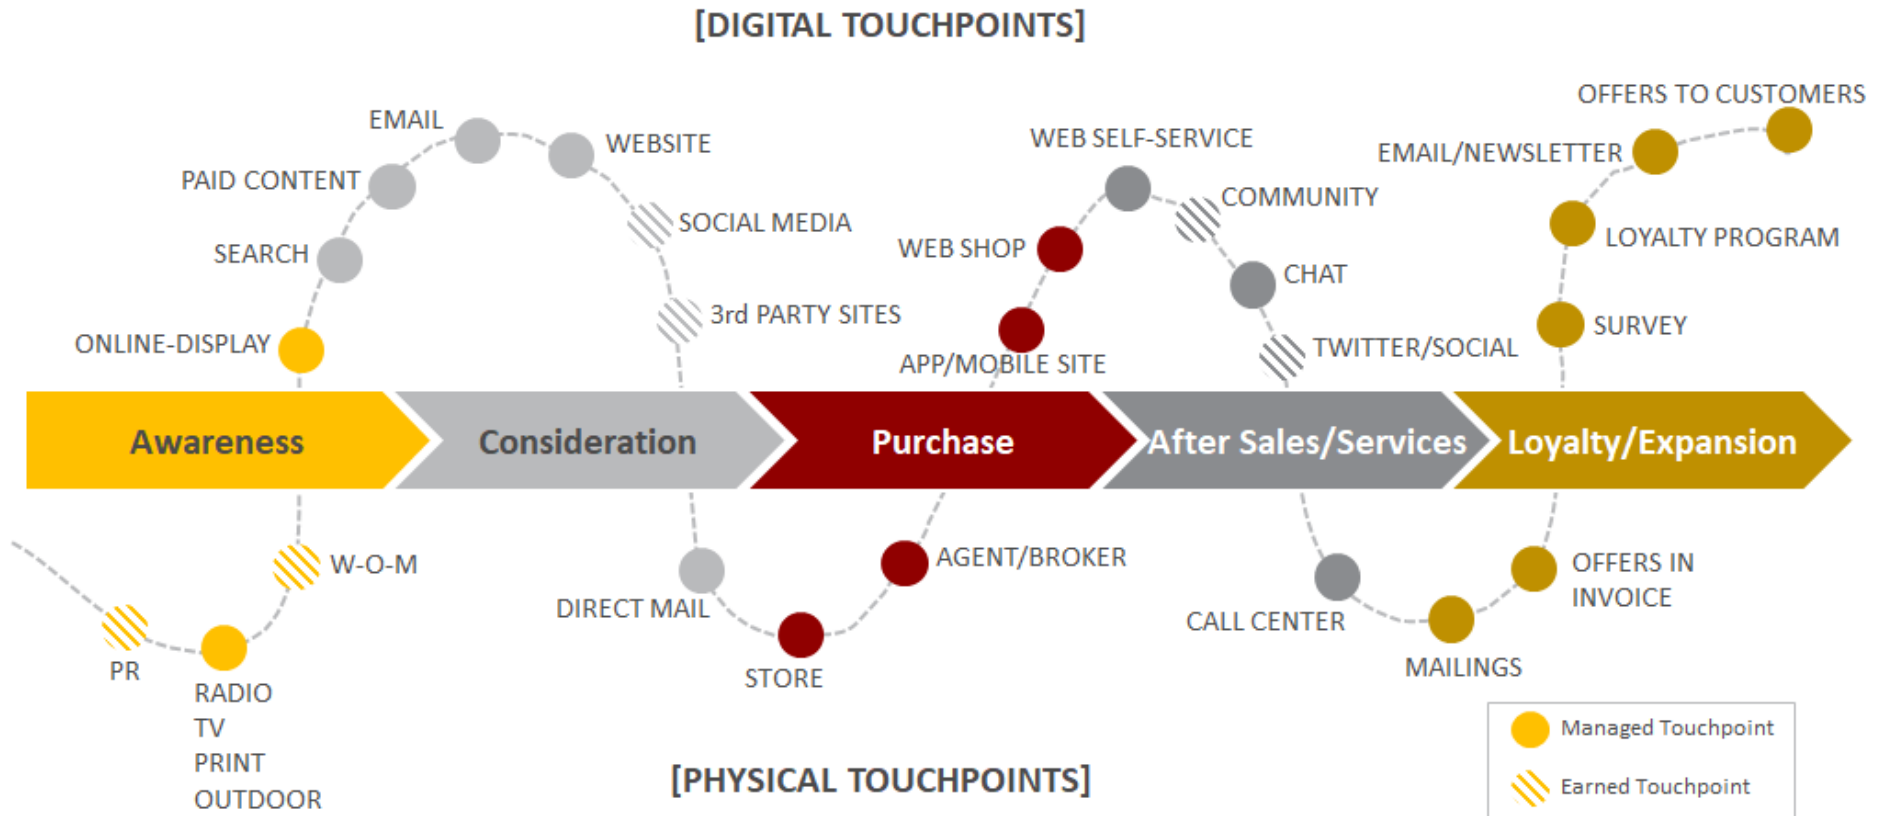 [DIGITAL TOUCHPOINTS]
OFFERS TO CUSTOMERS
EMAIL
WEBSITE
WEB SELF-SERVICE
EMAIL/NEWSLETTER
PAID CONTENT
COMMUNITY
SOCIAL MEDIA
LOYALTY PROGRAM
SEARCH
WEB SHOP
CHAT
3rd PARTY SITES
SURVEY
ONLINE-DISPLAY
APP/MOBILE SITE
TWITTER/SOCIAL
Awareness
Consideration
Purchase
After Sales/Services
Loyalty/Expansion
W-O-M
AGENT/BROKER
OFFERS IN
INVOICE
DIRECT MAIL
CALL CENTER
PR
STORE
MAILINGS
RADIO
TV
PRINT
OUTDOOR
[PHYSICAL TOUCHPOINTS]
Managed Touchpoint
Earned Touchpoint